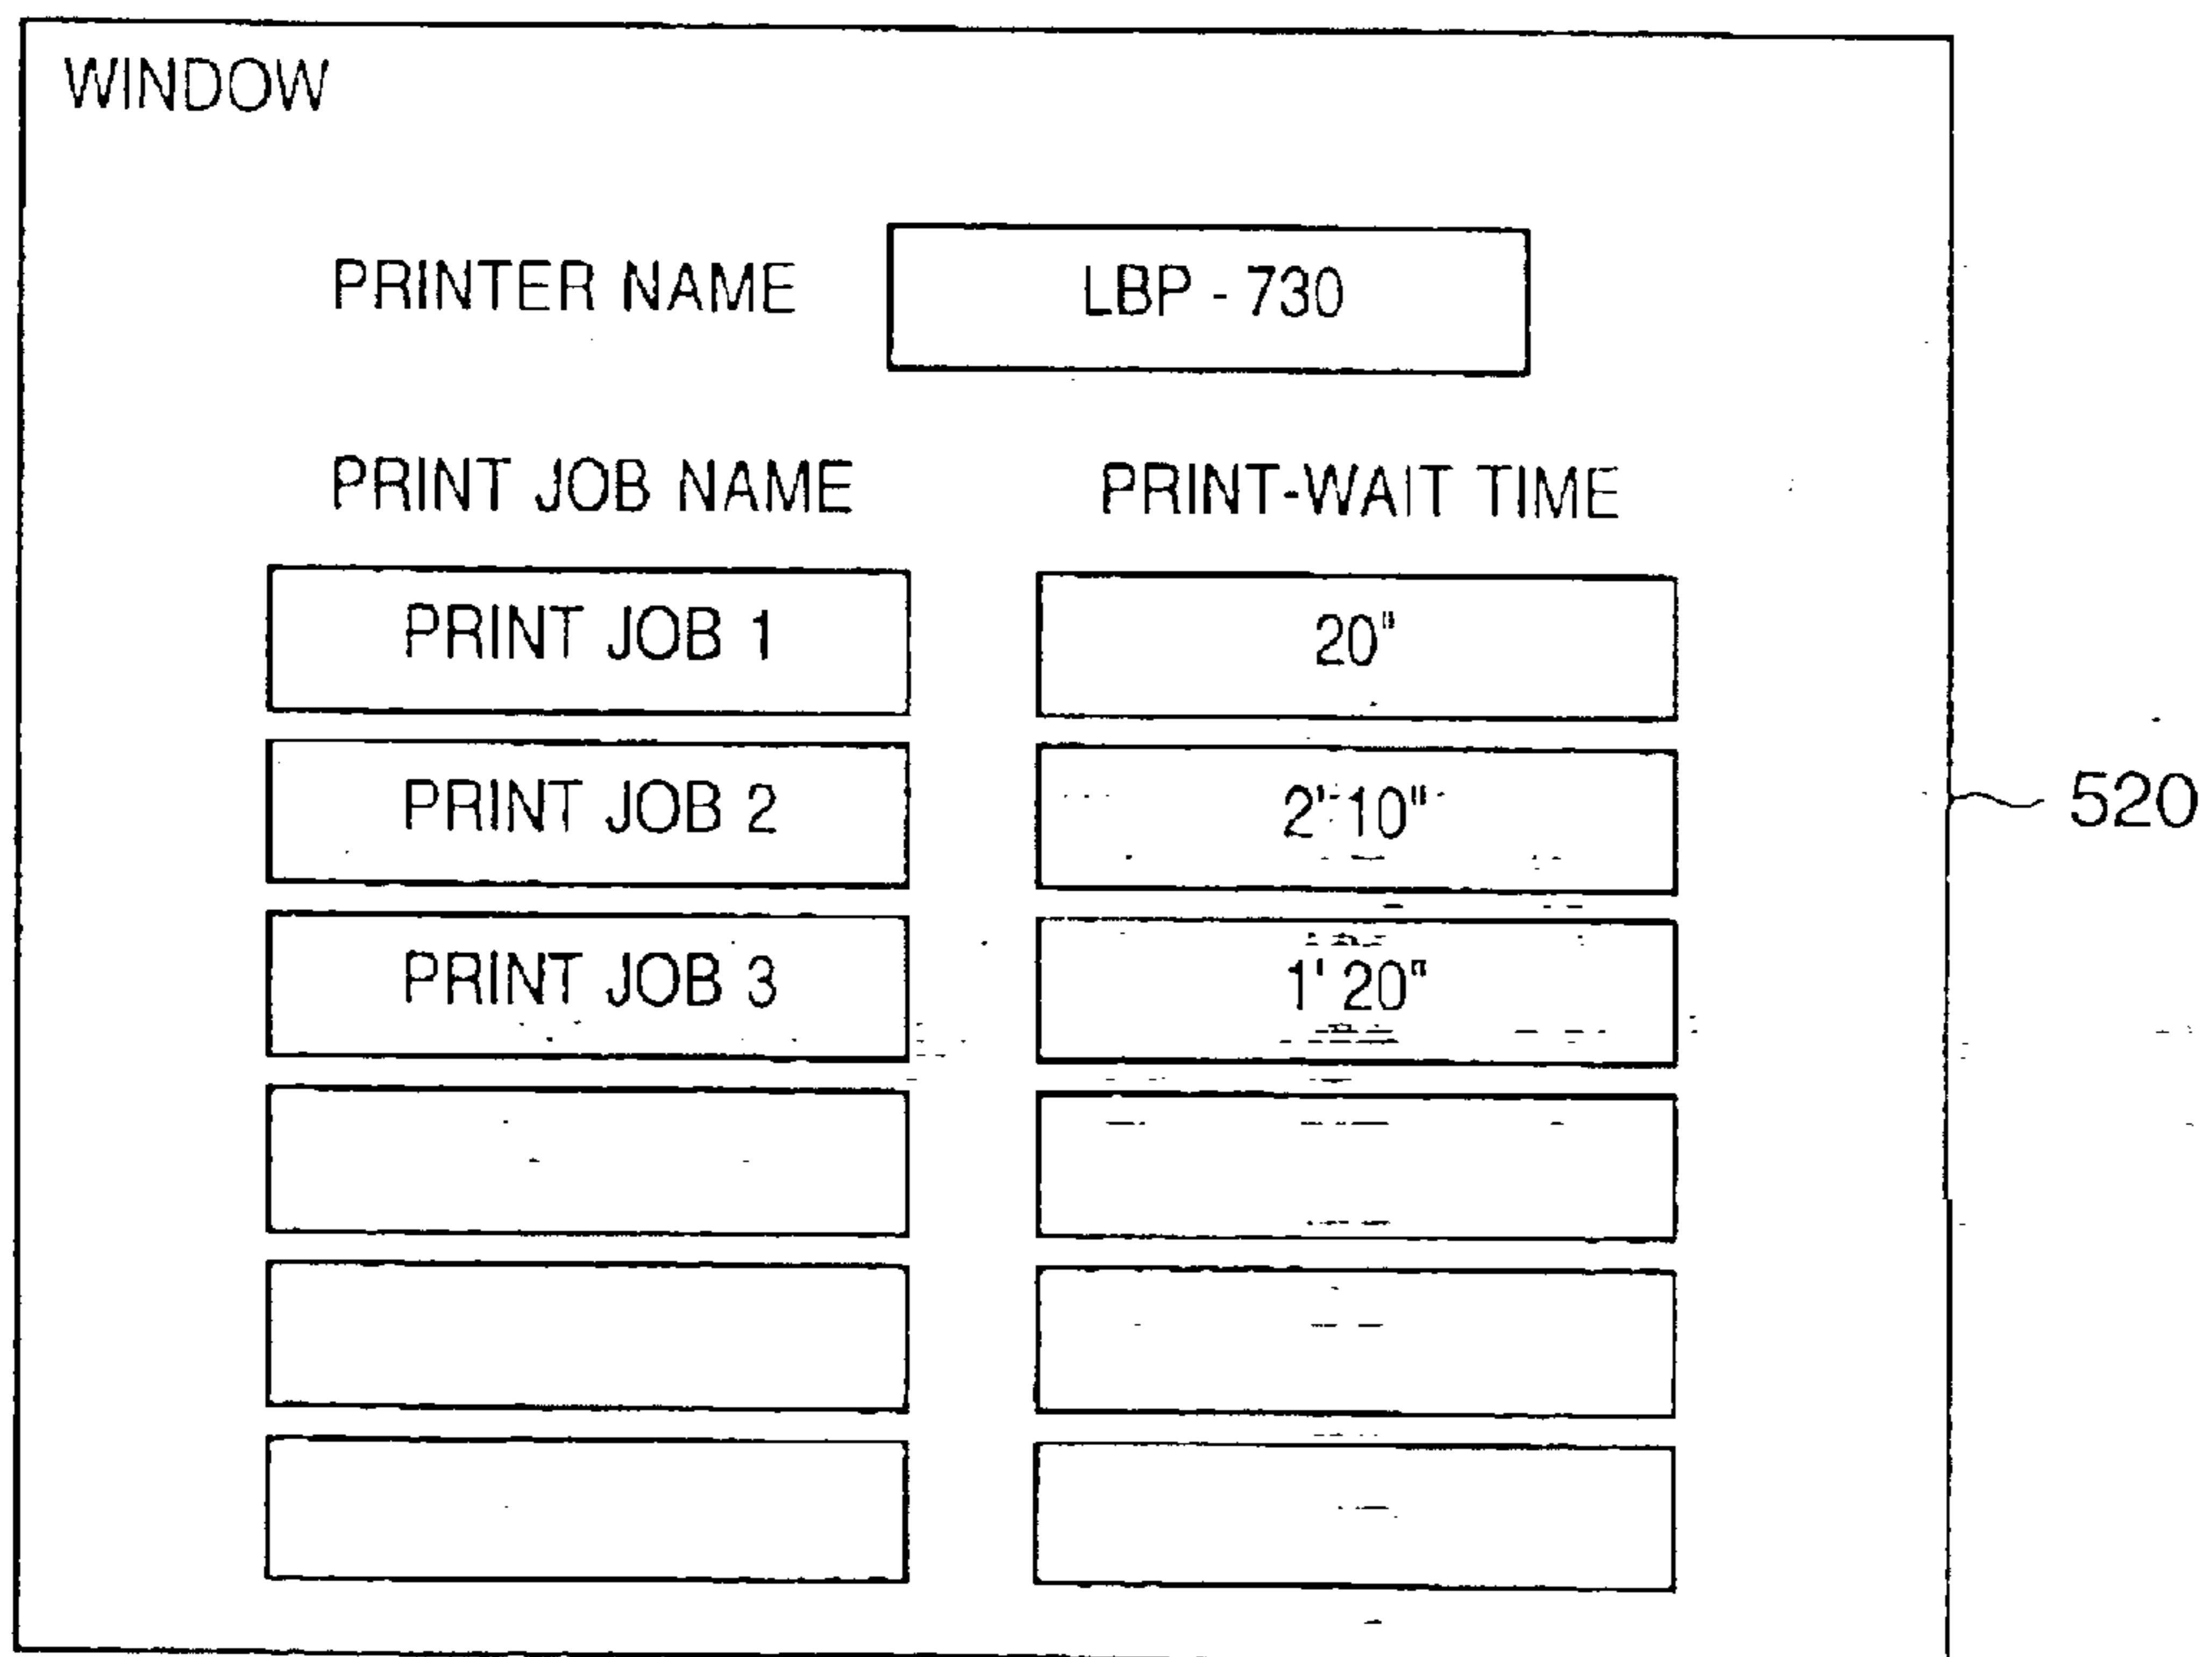 WINDOW
PRINTER NAME LBP - 730
PRINT JOB NAME PRINT-WAIT TIME
PRINT JOB 1 20"
PRINT JOB 2 2' 10"
520
PRINT JOB 3 1' 20"